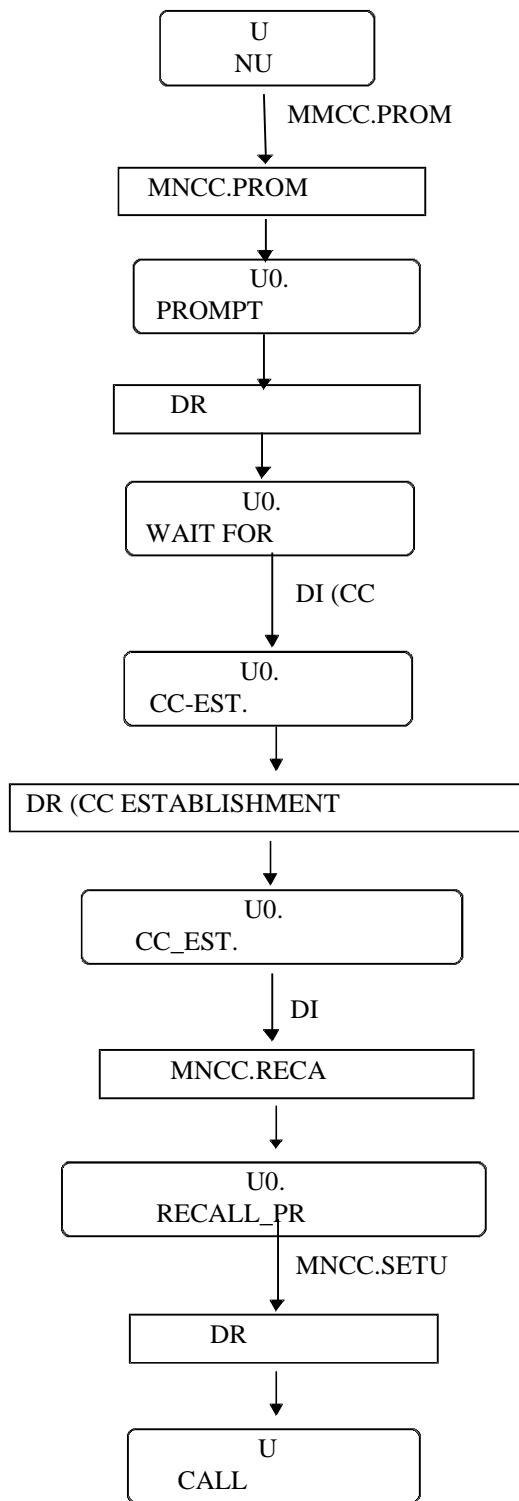 U
NU
MMCC.PROM
MNCC.PROM
U0.
PROMPT
DR
U0.
WAIT FOR
DI (CC
U0.
CC-EST.
DR (CC ESTABLISHMENT
U0.
CC_EST.
DI
MNCC.RECA
U0.
RECALL_PR
MNCC.SETU
DR
U
CALL